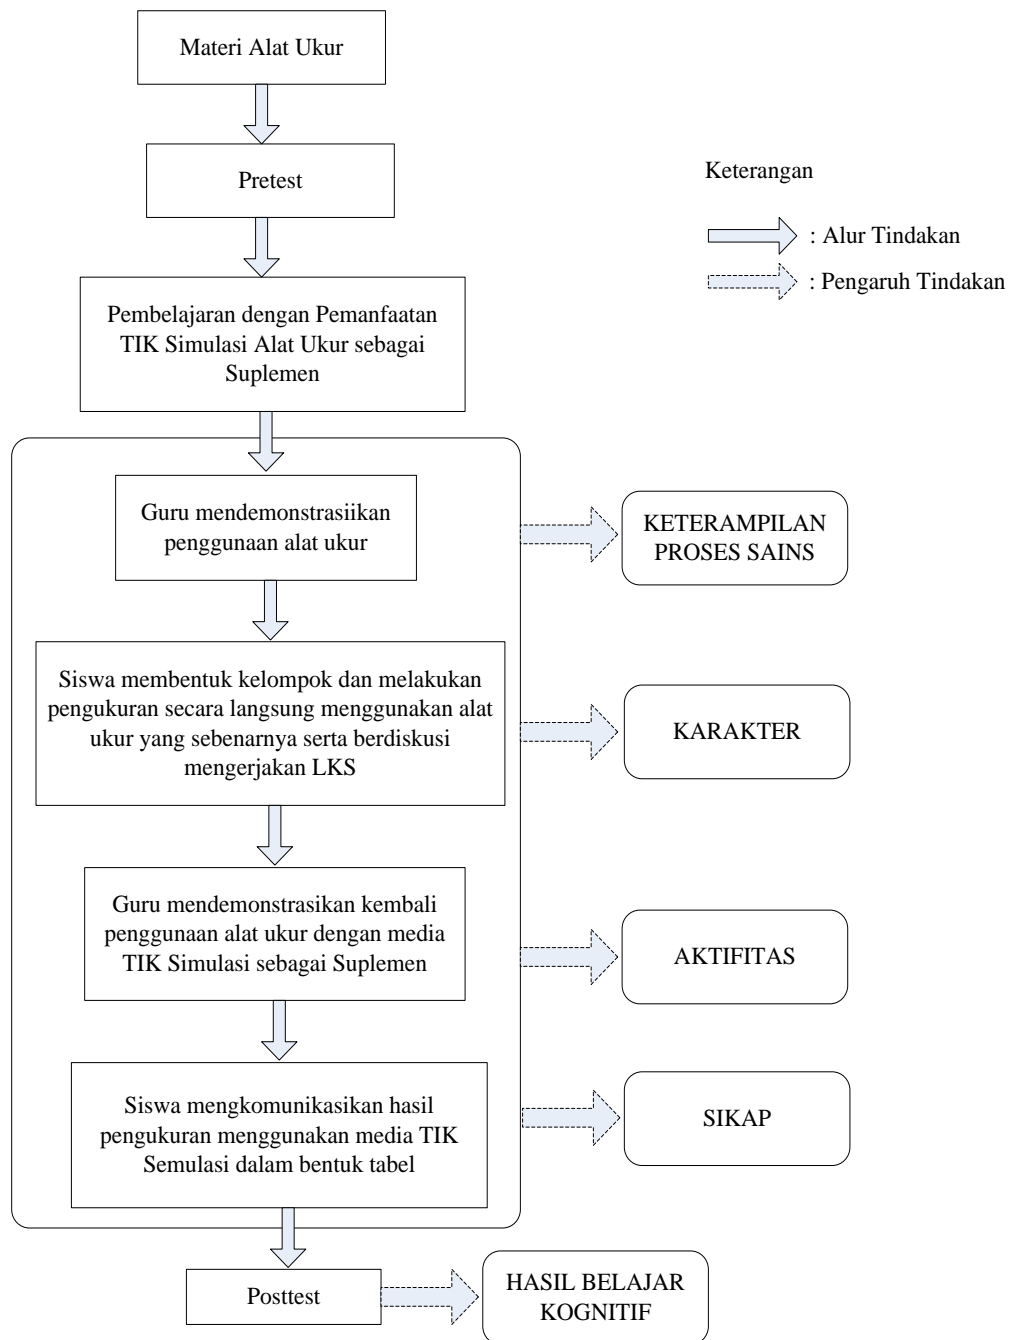 Materi Alat Ukur
Pretest
Keterangan
: Alur Tindakan
: Pengaruh Tindakan
Pembelajaran dengan Pemanfaatan
TIK Simulasi Alat Ukur sebagai
Suplemen
Guru mendemonstrasiikan
penggunaan alat ukur
KETERAMPILAN
PROSES SAINS
Siswa membentuk kelompok dan melakukan
pengukuran secara langsung menggunakan alat
ukur yang sebenarnya serta berdiskusi
mengerjakan LKS
KARAKTER
Guru mendemonstrasikan kembali
penggunaan alat ukur dengan media
TIK Simulasi sebagai Suplemen
AKTIFITAS
Siswa mengkomunikasikan hasil
pengukuran menggunakan media TIK
Semulasi dalam bentuk tabel
SIKAP
Posttest
HASIL BELAJAR
KOGNITIF